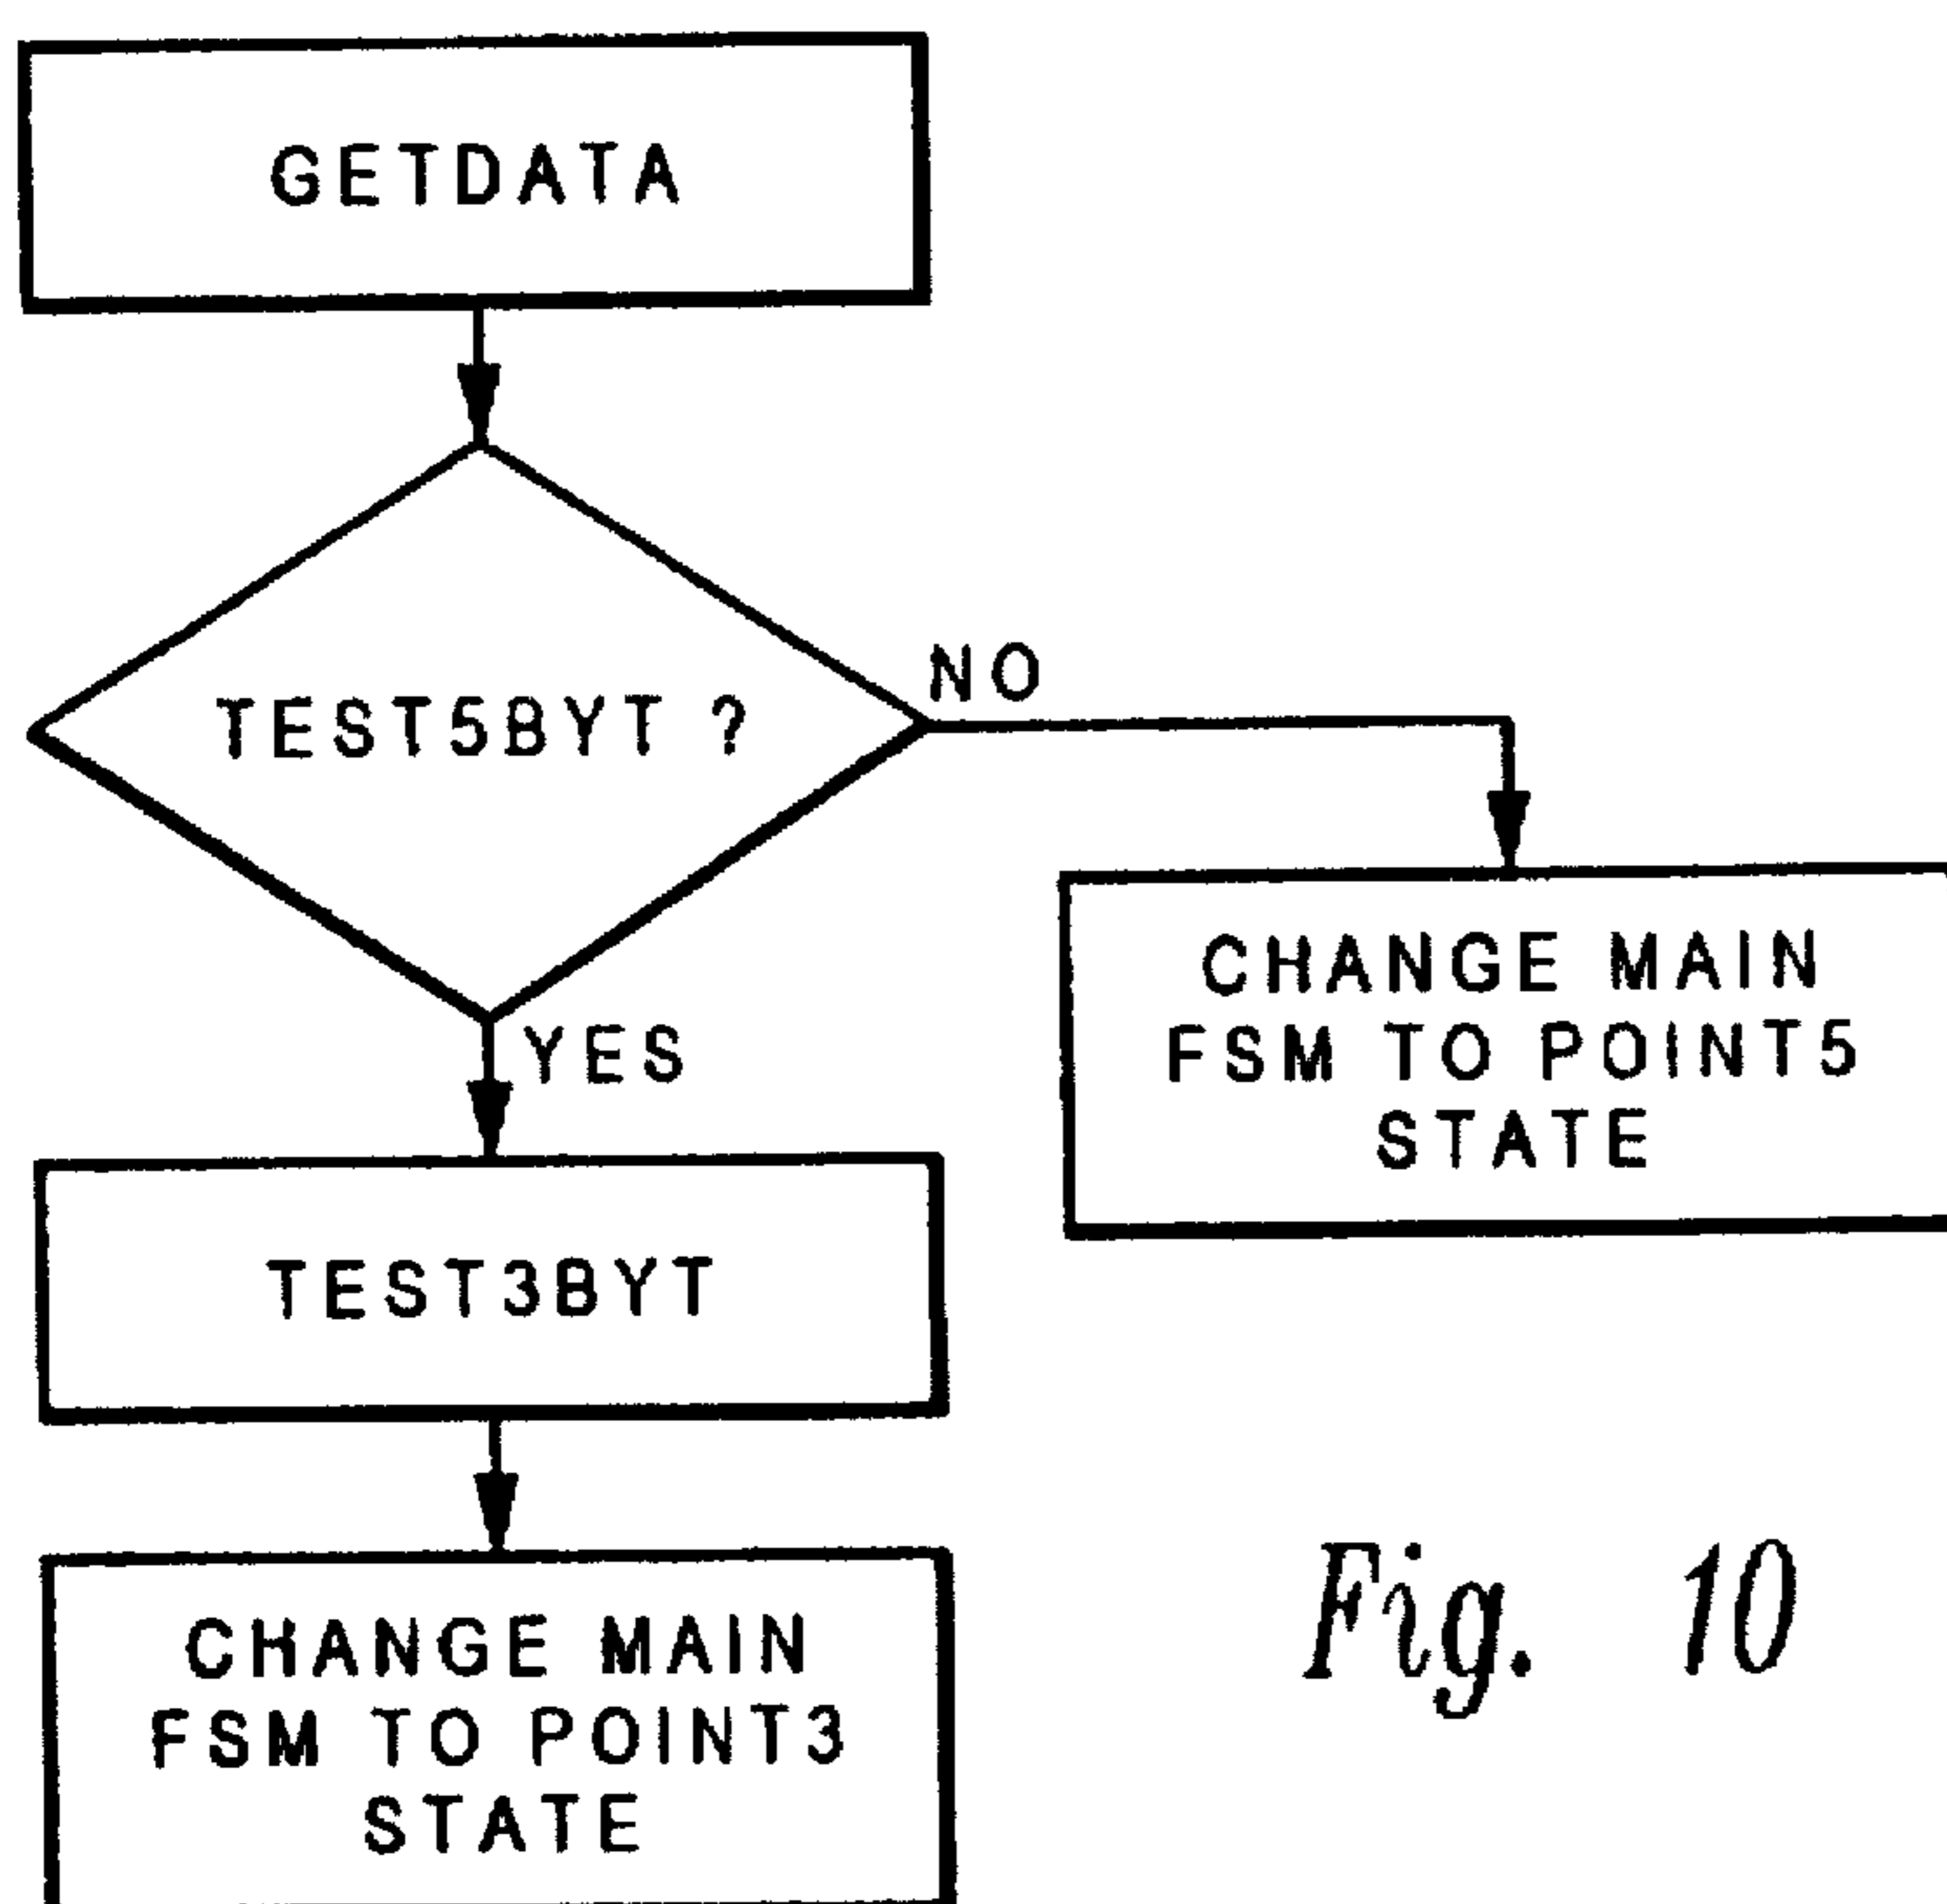 GETDATA
TEST5BYT ?
NO
YES
CHANGE MAIN
FSM TO POINT5
STATE
TEST3BYT
CHANGE MAIN
FSM TO POINT3
STATE
Fig. 10